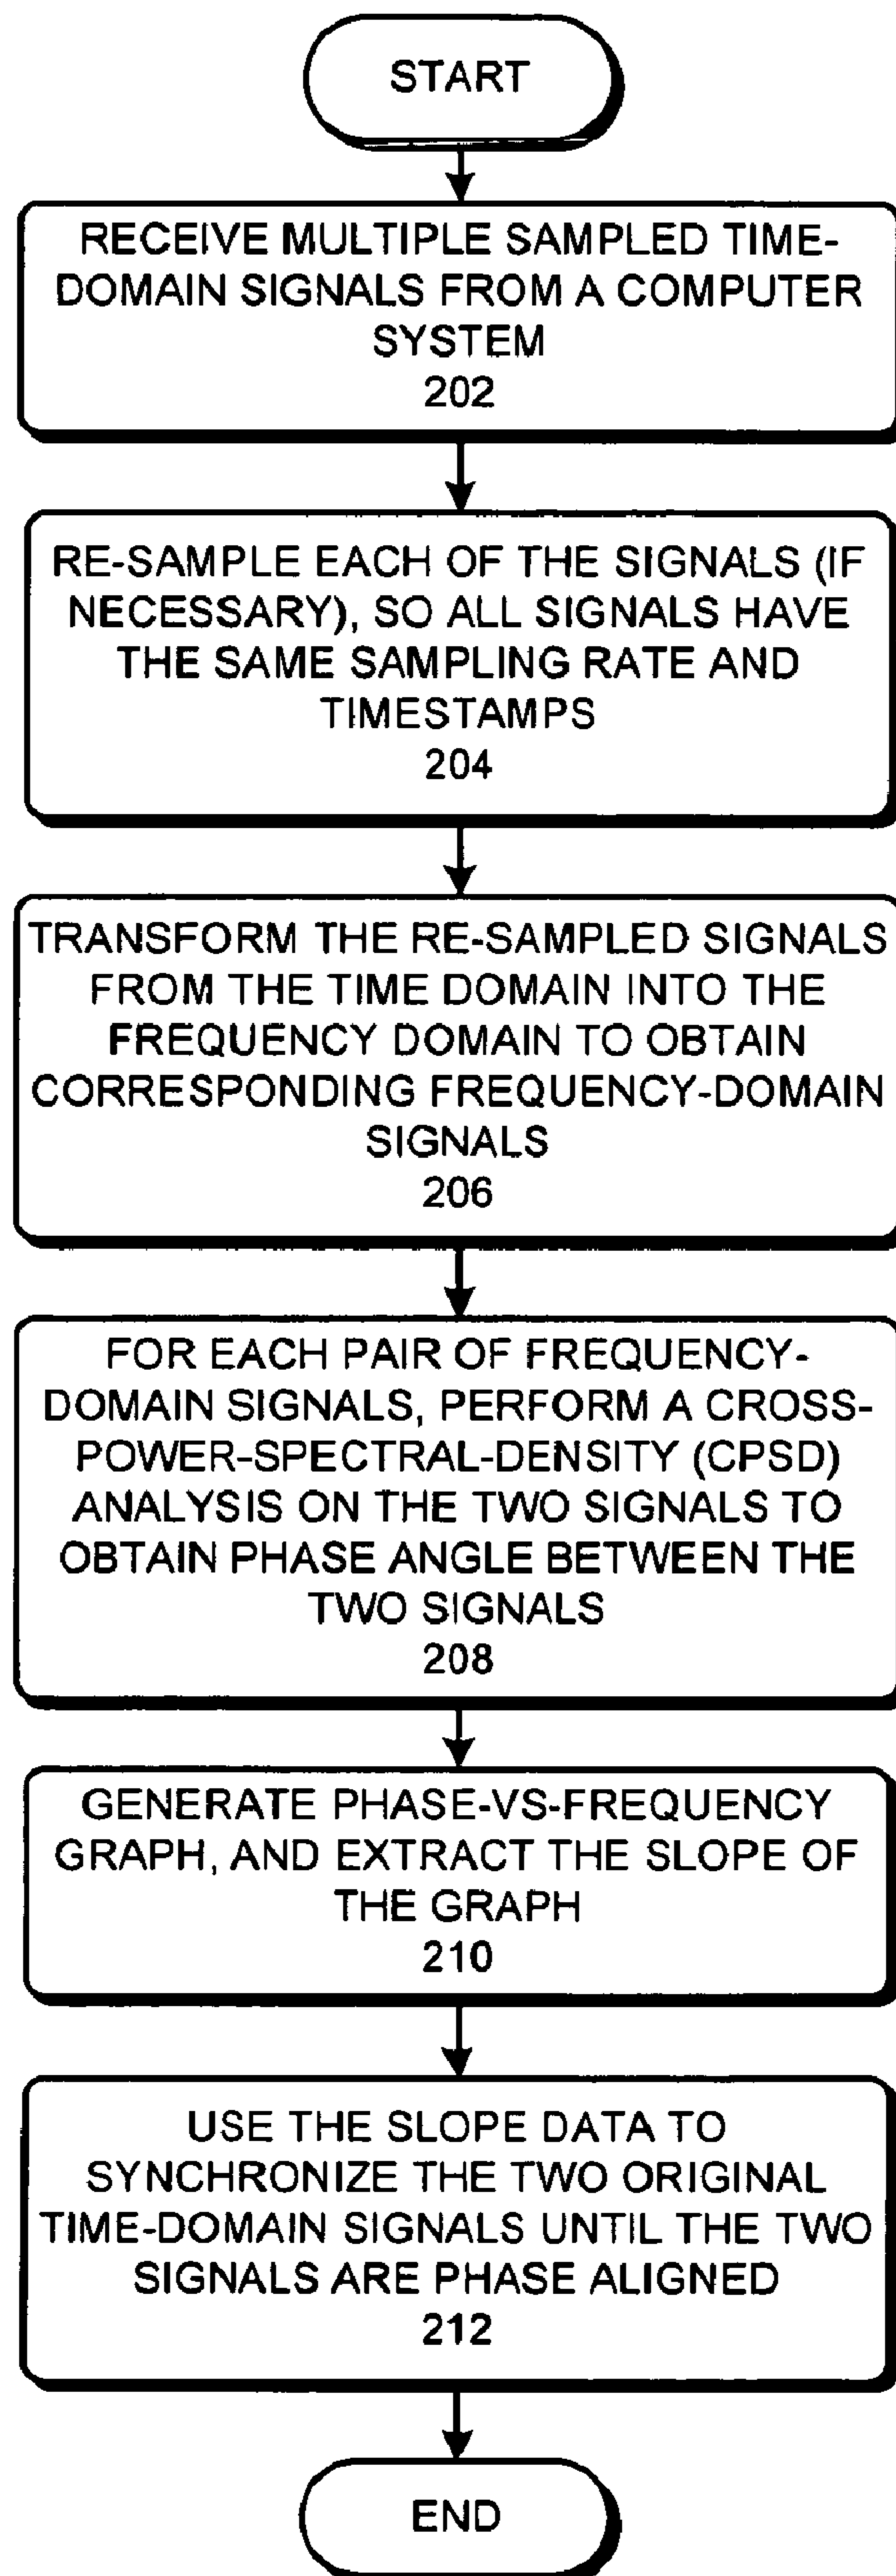 START
RECEIVE MULTIPLE SAMPLED TIME-
DOMAIN SIGNALS FROM A COMPUTER
SYSTEM
202
RE-SAMPLE EACH OF THE SIGNALS (IF
NECESSARY), SO ALL SIGNALS HAVE
THE SAME SAMPLING RATE AND
TIMESTAMPS
204
TRANSFORM THE RE-SAMPLED SIGNALS
FROM THE TIME DOMAIN INTO THE
FREQUENCY DOMAIN TO OBTAIN
CORRESPONDING FREQUENCY-DOMAIN
SIGNALS
206
FOR EACH PAIR OF FREQUENCY-
DOMAIN SIGNALS, PERFORM A CROSS-
POWER-SPECTRAL-DENSITY (CPSD)
ANALYSIS ON THE TWO SIGNALS TO
OBTAIN PHASE ANGLE BETWEEN THE
TWO SIGNALS
208
GENERATE PHASE-VS-FREQUENCY
GRAPH, AND EXTRACT THE SLOPE OF
THE GRAPH
210
USE THE SLOPE DATA TO
SYNCHRONIZE THE TWO ORIGINAL
TIME-DOMAIN SIGNALS UNTIL THE TWO
SIGNALS ARE PHASE ALIGNED
212
END